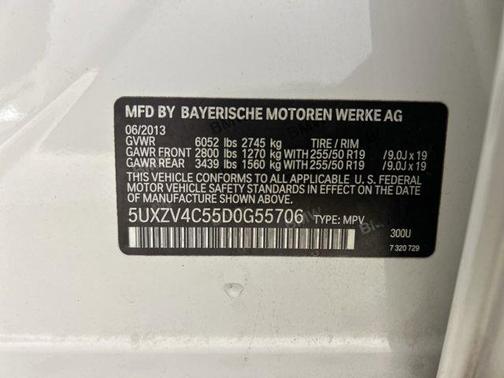 MFD BY BAYERISCHE MOTOREN WERKE AG
06/2013
GVWR 6052 lbs 2745 kg TIRE / RIM
GAWR FRONT 2800 lbs 1270 kg WITH 255/50 R19 / 9.0J x 19
GAWR REAR 3439 lbs 1560 kg WITH 255/50 R19 / 9.0J x 19
THIS VEHICLE CONFORMS TO ALL APPLICABLE U. S. FEDERAL
MOTOR VEHICLE SAFETY STANDARDS IN EFFECT ON
THE DATE OF MANUFACTURE SHOWN ABOVE.
5UXZV4C55D0G55706 TYPE: MPV
300U
7 320 729